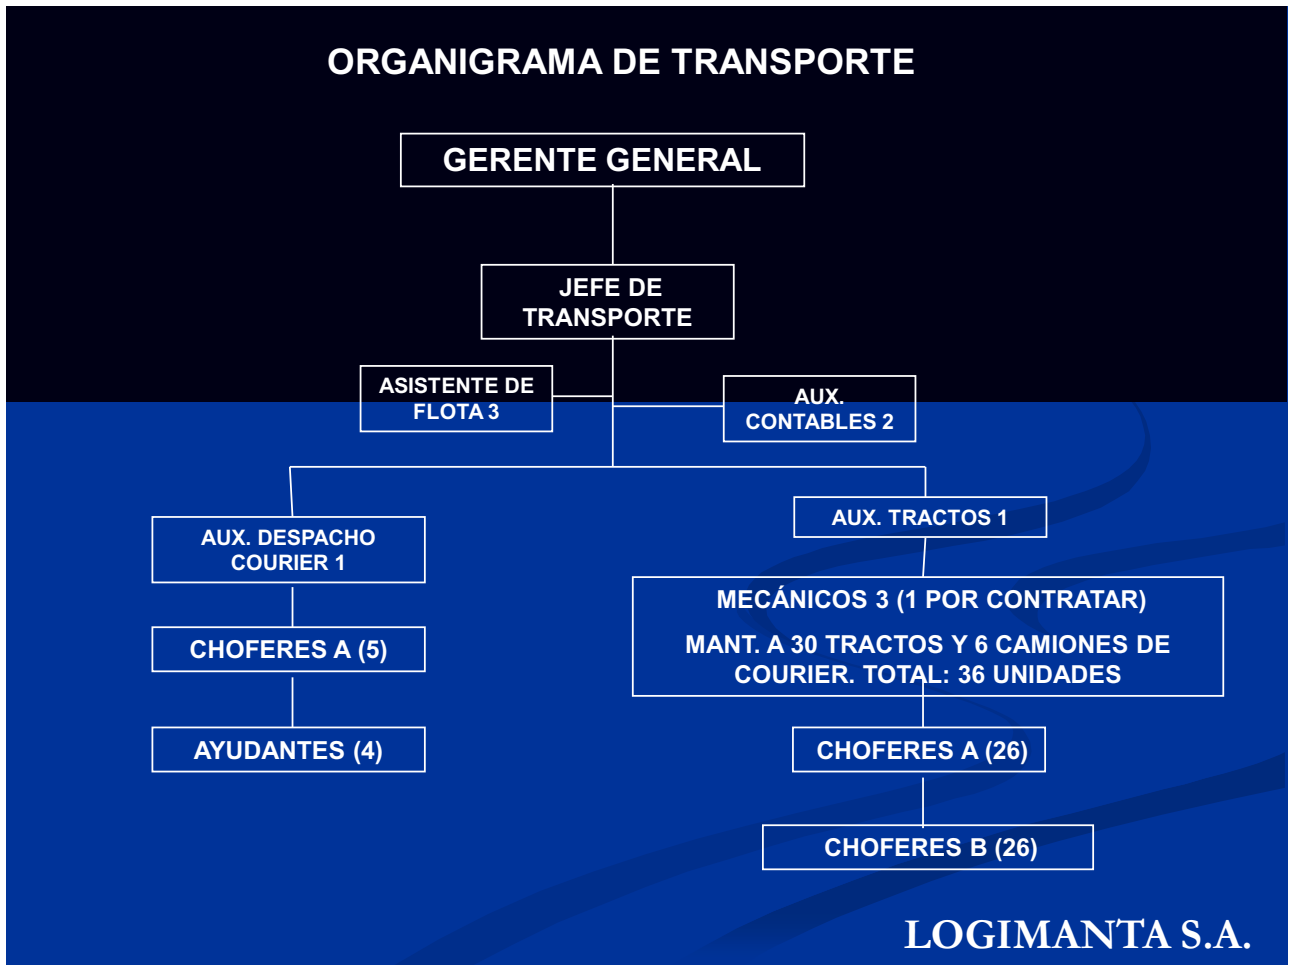 ORGANIGRAMA DE TRANSPORTE
GERENTE GENERAL
JEFE DE
TRANSPORTE
ASISTENTE DE
FLOTA 3
AUX.
CONTABLES 2
AUX. DESPACHO
COURIER 1
AUX. TRACTOS 1
MECÁNICOS 3 (1 POR CONTRATAR)
MANT. A 30 TRACTOS Y 6 CAMIONES DE
COURIER. TOTAL: 36 UNIDADES
CHOFERES A (5)
AYUDANTES (4)
CHOFERES A (26)
CHOFERES B (26)
LOGIMANTA S.A.